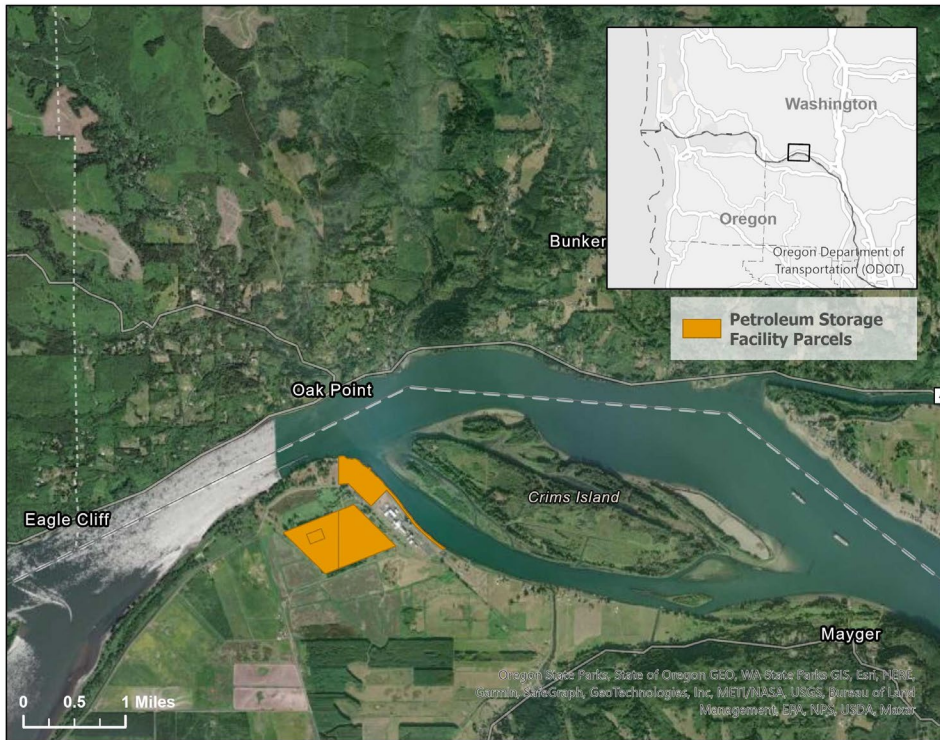 Washington
Oregon
Oregon Department of
Transportation (ODOT)
Bunker
Petroleum Storage
Facility Parcels
Oak Point
Crims Island
Eagle Cliff
Mayger
0 0.5 1 Miles
Oregon State Parks, State of Oregon GEO, WA State Parks GIS, Esri, HERE,
Garmin, SafeGraph, GeoTechnologies, Inc, METI/NASA, USGS, Bureau of Land
Management, EPA, NPS, USDA, Maxar